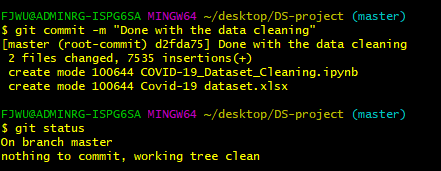 FJWU@ADMINRG-ISPG6SA MINGW64 ~/desktop/DS-project (master)
$ git commit -m "Done with the data cleaning"
[master (root-commit) d2fda75] Done with the data cleaning
 2 files changed, 7535 insertions(+)
 create mode 100644 COVID-19_Dataset_Cleaning.ipynb
 create mode 100644 Covid-19 dataset.xlsx
FJWU@ADMINRG-ISPG6SA MINGW64 ~/desktop/DS-project (master)
$ git status
On branch master
nothing to commit, working tree clean